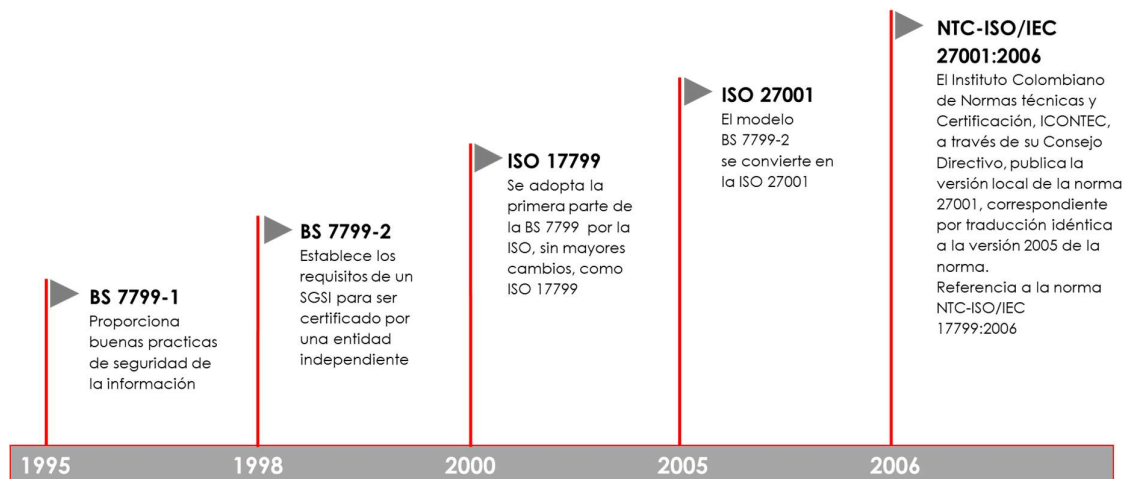 BS 7799-1
Proporciona
buenas practicas
de seguridad de
la información
BS 7799-2
Establece los
requisitos de un
SGSI para ser
certificado por
una entidad
independiente
ISO 17799
Se adopta la
primera parte de
la BS 7799 por la
ISO, sin mayores
cambios, como
ISO 17799
ISO 27001
El modelo
BS 7799-2
se convierte en
la ISO 27001
NTC-ISO/IEC
27001:2006
El Instituto Colombiano
de Normas técnicas y
Certificación, ICONTEC,
a través de su Consejo
Directivo, publica la
versión local de la norma
27001, correspondiente
por traducción idéntica
a la versión 2005 de la
norma.
Referencia a la norma
NTC-ISO/IEC
17799:2006
1995 1998 2000 2005 2006